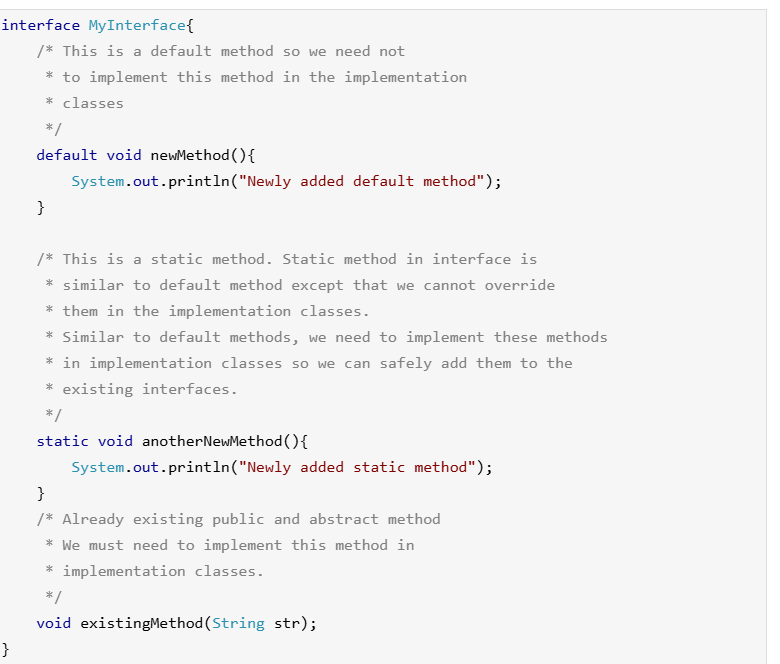 interface MyInterface{
/* This is a default method so we need not
* to implement this method in the implementation
* classes
*/
default void newMethod(){
System.out.println("Newly added default method");
}
/* This is a static method. Static method in interface is
* similar to default method except that we cannot override
* them in the implementation classes.
* Similar to default methods, we need to implement these methods
* in implementation classes so we can safely add them to the
* existing interfaces.
*/
static void anotherNewMethod(){
System.out.println("Newly added static method");
}
/* Already existing public and abstract method
* We must need to implement this method in
* implementation classes.
*/
void existingMethod(String str);
}